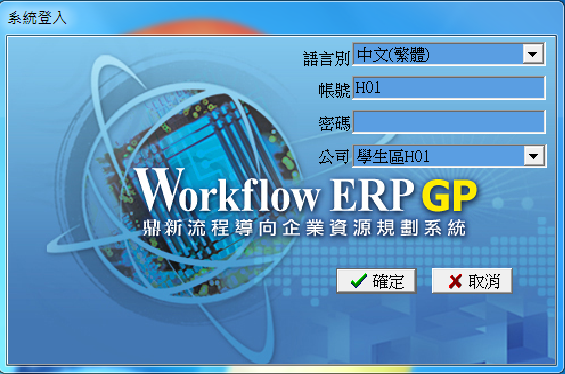 系統登入
語言別 中文(繁體)
帳號 H01
密碼
公司 學生區H01
Workflow ERP GP
鼎新流程導向企業資源規劃系統
確定 取消